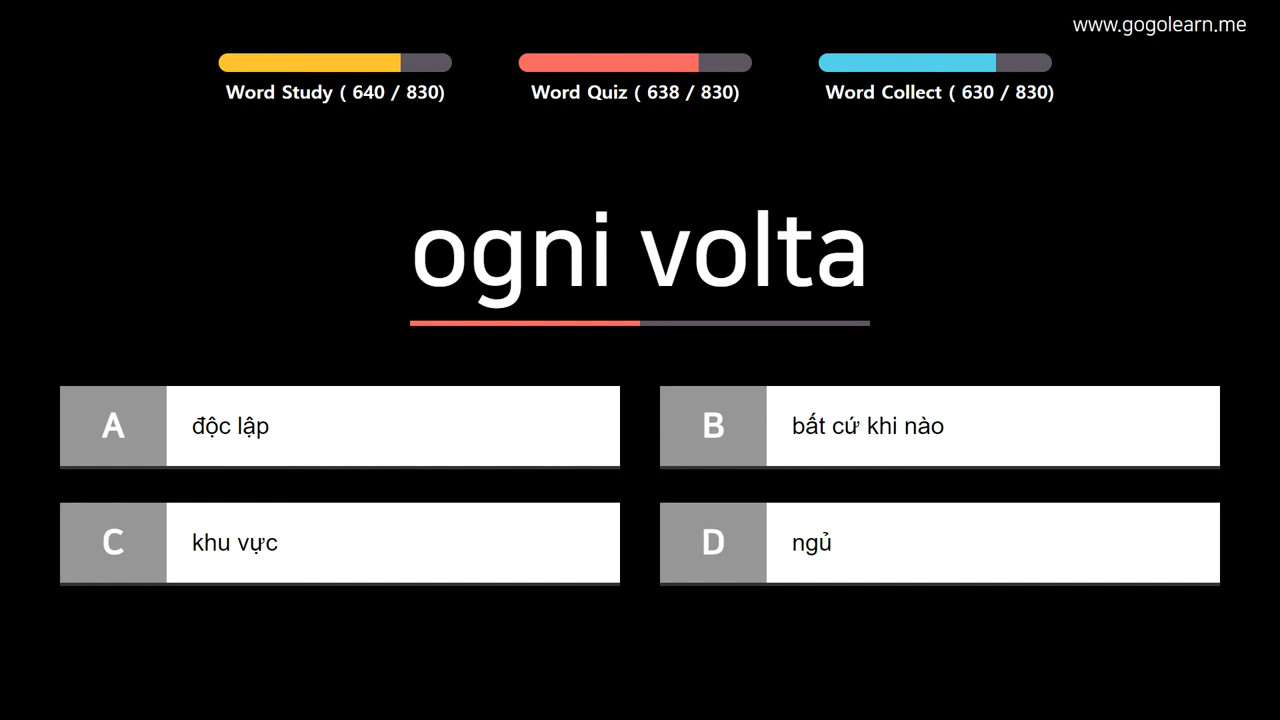 www.gogolearn.me
Word Study ( 640 / 830)
Word Quiz ( 638 / 830)
Word Collect ( 630 / 830)
ogni volta
A độc lập
B bất cứ khi nào
C khu vực
D ngủ